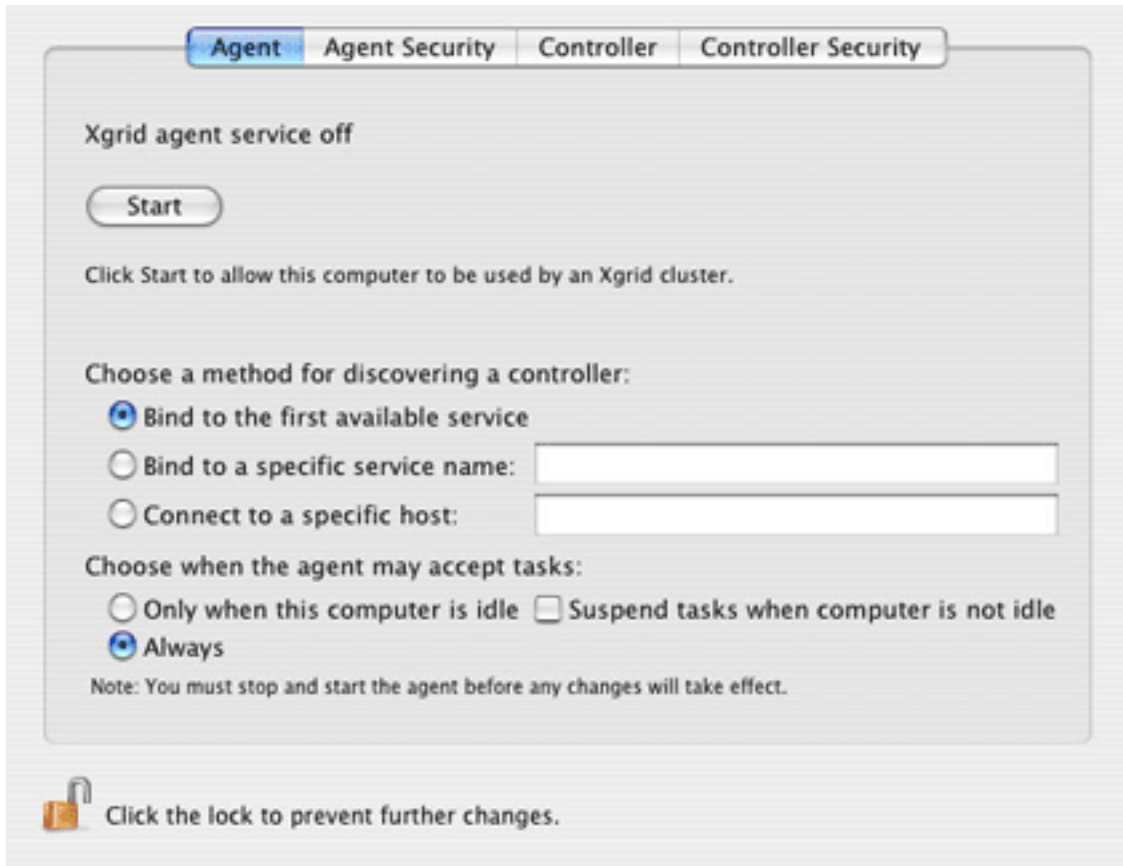 Agent Agent Security Controller Controller Security
Xgrid agent service off
Start
Click Start to allow this computer to be used by an Xgrid cluster.
Choose a method for discovering a controller:
Bind to the first available service
Bind to a specific service name:
Connect to a specific host:
Choose when the agent may accept tasks:
Only when this computer is idle Suspend tasks when computer is not idle
Always
Note: You must stop and start the agent before any changes will take effect.
Click the lock to prevent further changes.